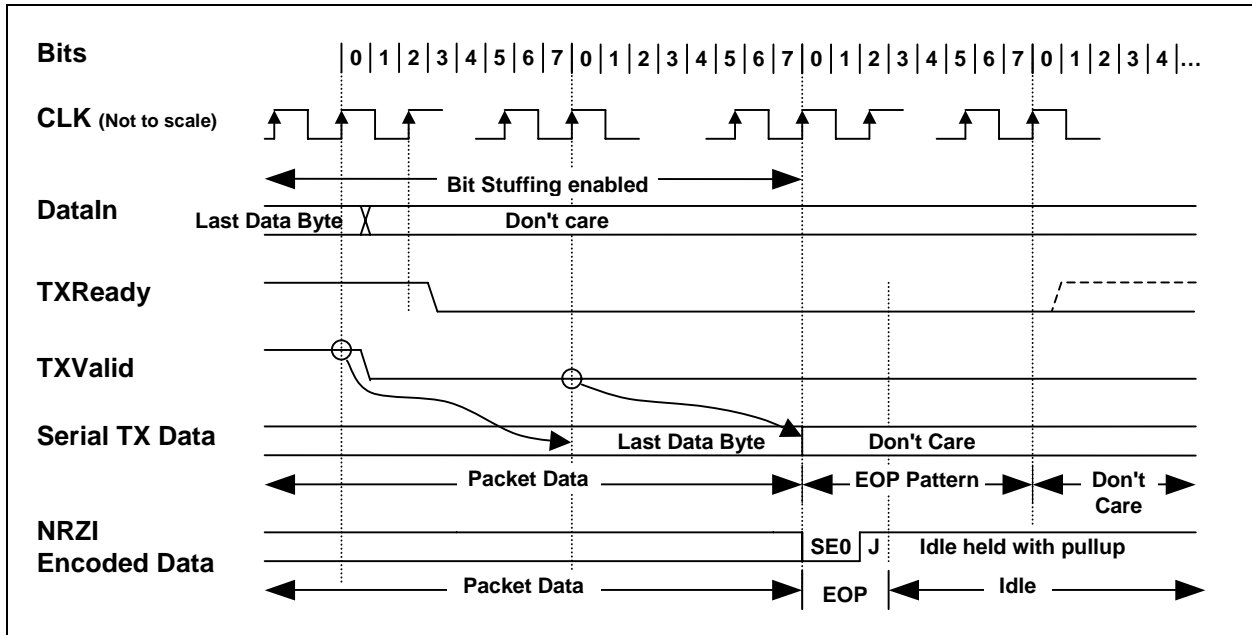 Bits
0 1 2 3 4 5 6 7 0 1 2 3 4 5 6 7 0 1 2 3 4 5 6 7 0 1 2 3 4 ...
CLK (Not to scale)
Bit Stuffing enabled
DataIn
Last Data Byte
Don't care
TXReady
TXValid
Serial TX Data
Last Data Byte
Don't Care
Packet Data
EOP Pattern
Don't
Care
NRZI
Encoded Data
SE0
J
Idle held with pullup
Packet Data
EOP
Idle